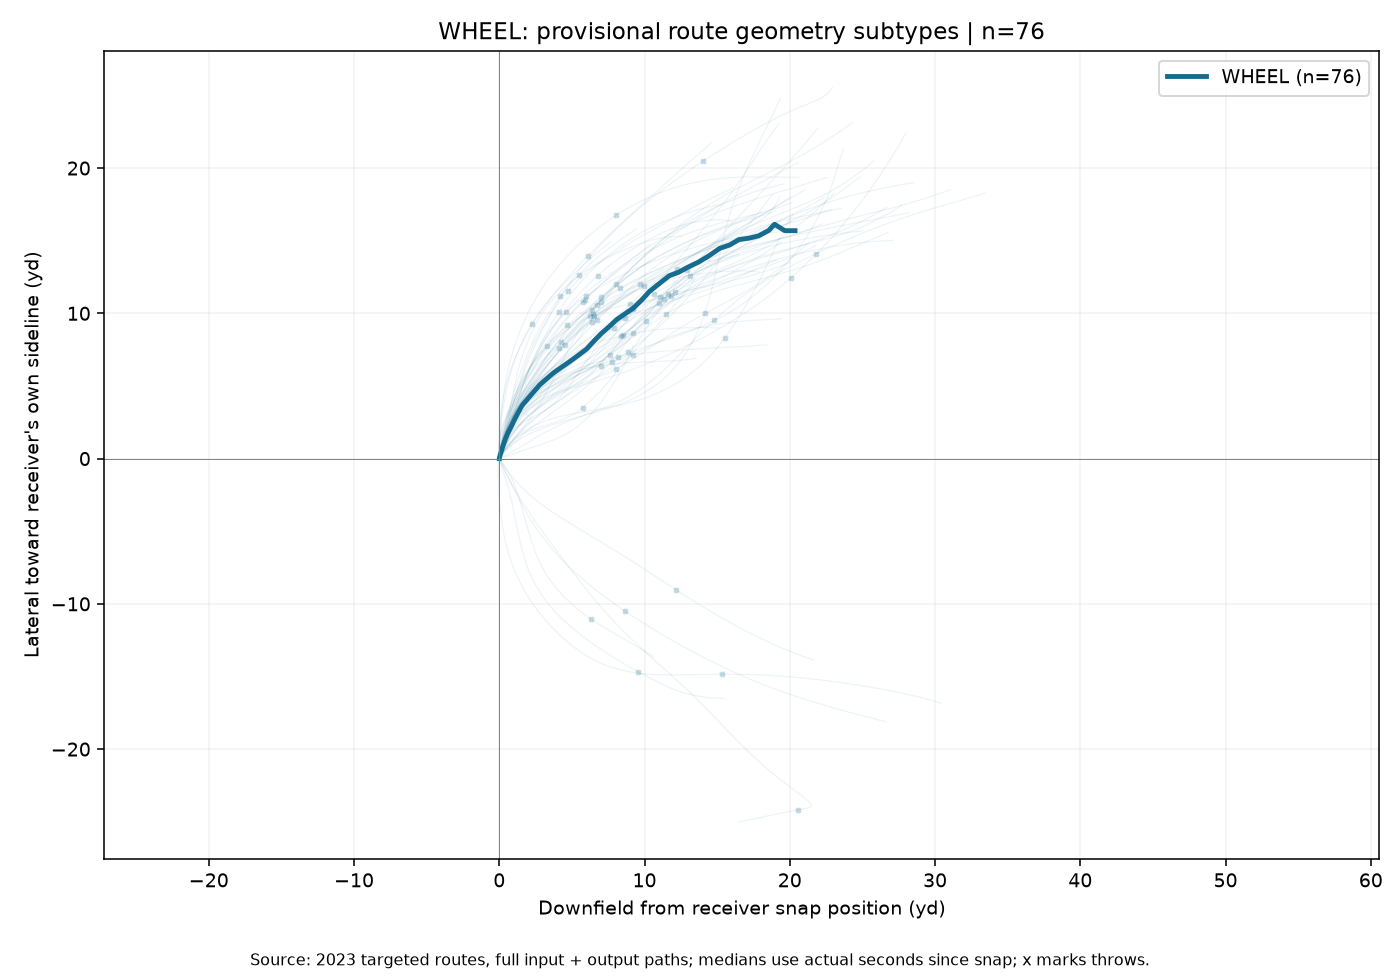 WHEEL: provisional route geometry subtypes | n=76
WHEEL (n=76)
20
10
0
−10
−20
Lateral toward receiver's own sideline (yd)
−20
−10
0
10
20
30
40
50
60
Downfield from receiver snap position (yd)
Source: 2023 targeted routes, full input + output paths; medians use actual seconds since snap; x marks throws.